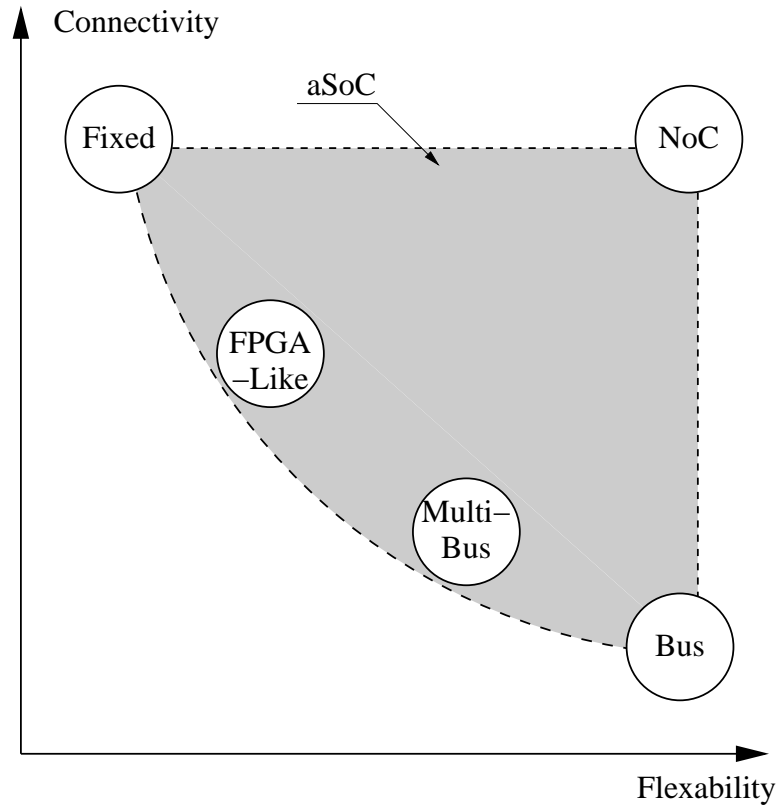 Connectivity
aSoC
Fixed
NoC
FPGA
–Like
Multi–
Bus
Bus
Flexability